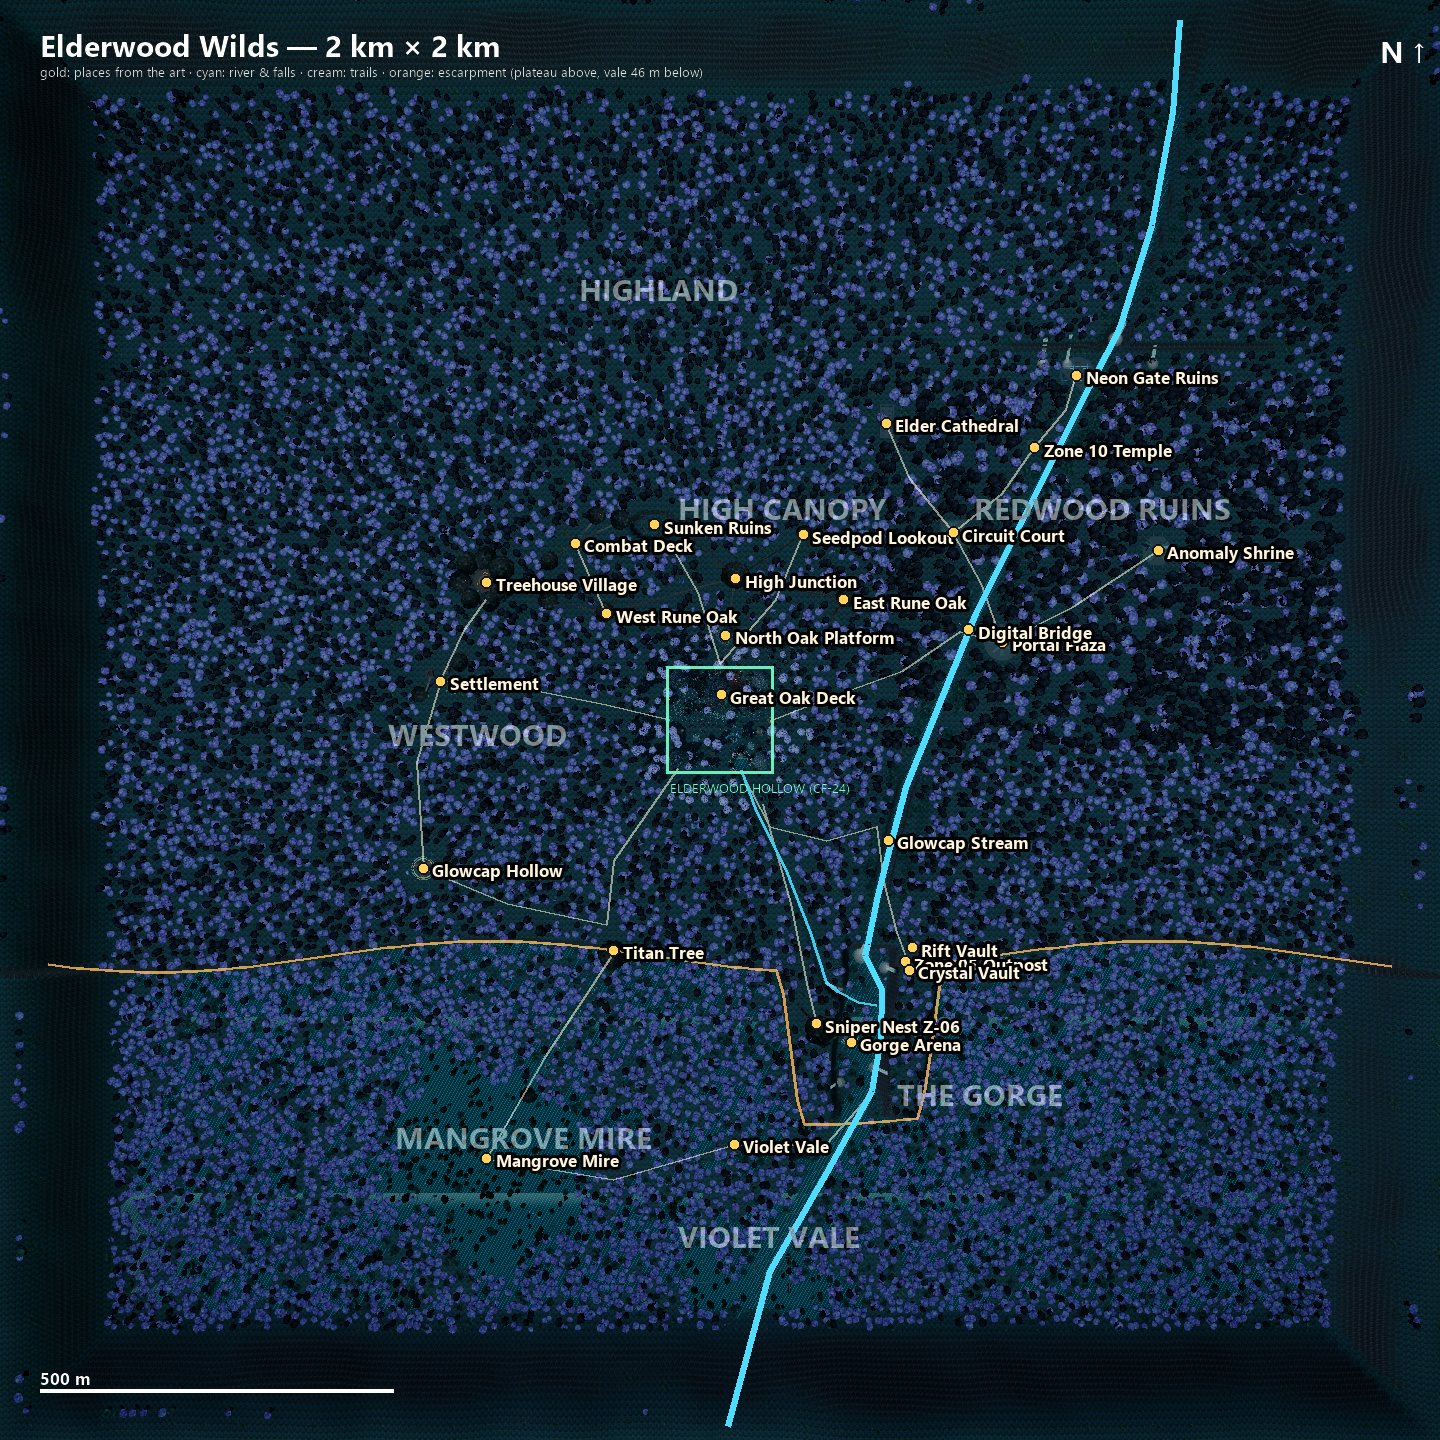 Elderwood Wilds — 2 km × 2 km
N ↑
gold: places from the art · cyan: river & falls · cream: trails · orange: escarpment (plateau above, vale 46 m below)
HIGHLAND
Neon Gate Ruins
Elder Cathedral
Zone 10 Temple
HIGH CANOPY
REDWOOD RUINS
Sunken Ruins
Seedpod Lookout
Circuit Court
Combat Deck
Anomaly Shrine
High Junction
Treehouse Village
East Rune Oak
West Rune Oak
Digital Bridge
North Oak Platform
Portal Plaza
Settlement
Great Oak Deck
WESTWOOD
ELDERWOOD HOLLOW (CF-24)
Glowcap Stream
Glowcap Hollow
Rift Vault
Titan Tree
Zone 05 Outpost
Crystal Vault
Sniper Nest Z-06
Gorge Arena
THE GORGE
MANGROVE MIRE
Violet Vale
Mangrove Mire
VIOLET VALE
500 m